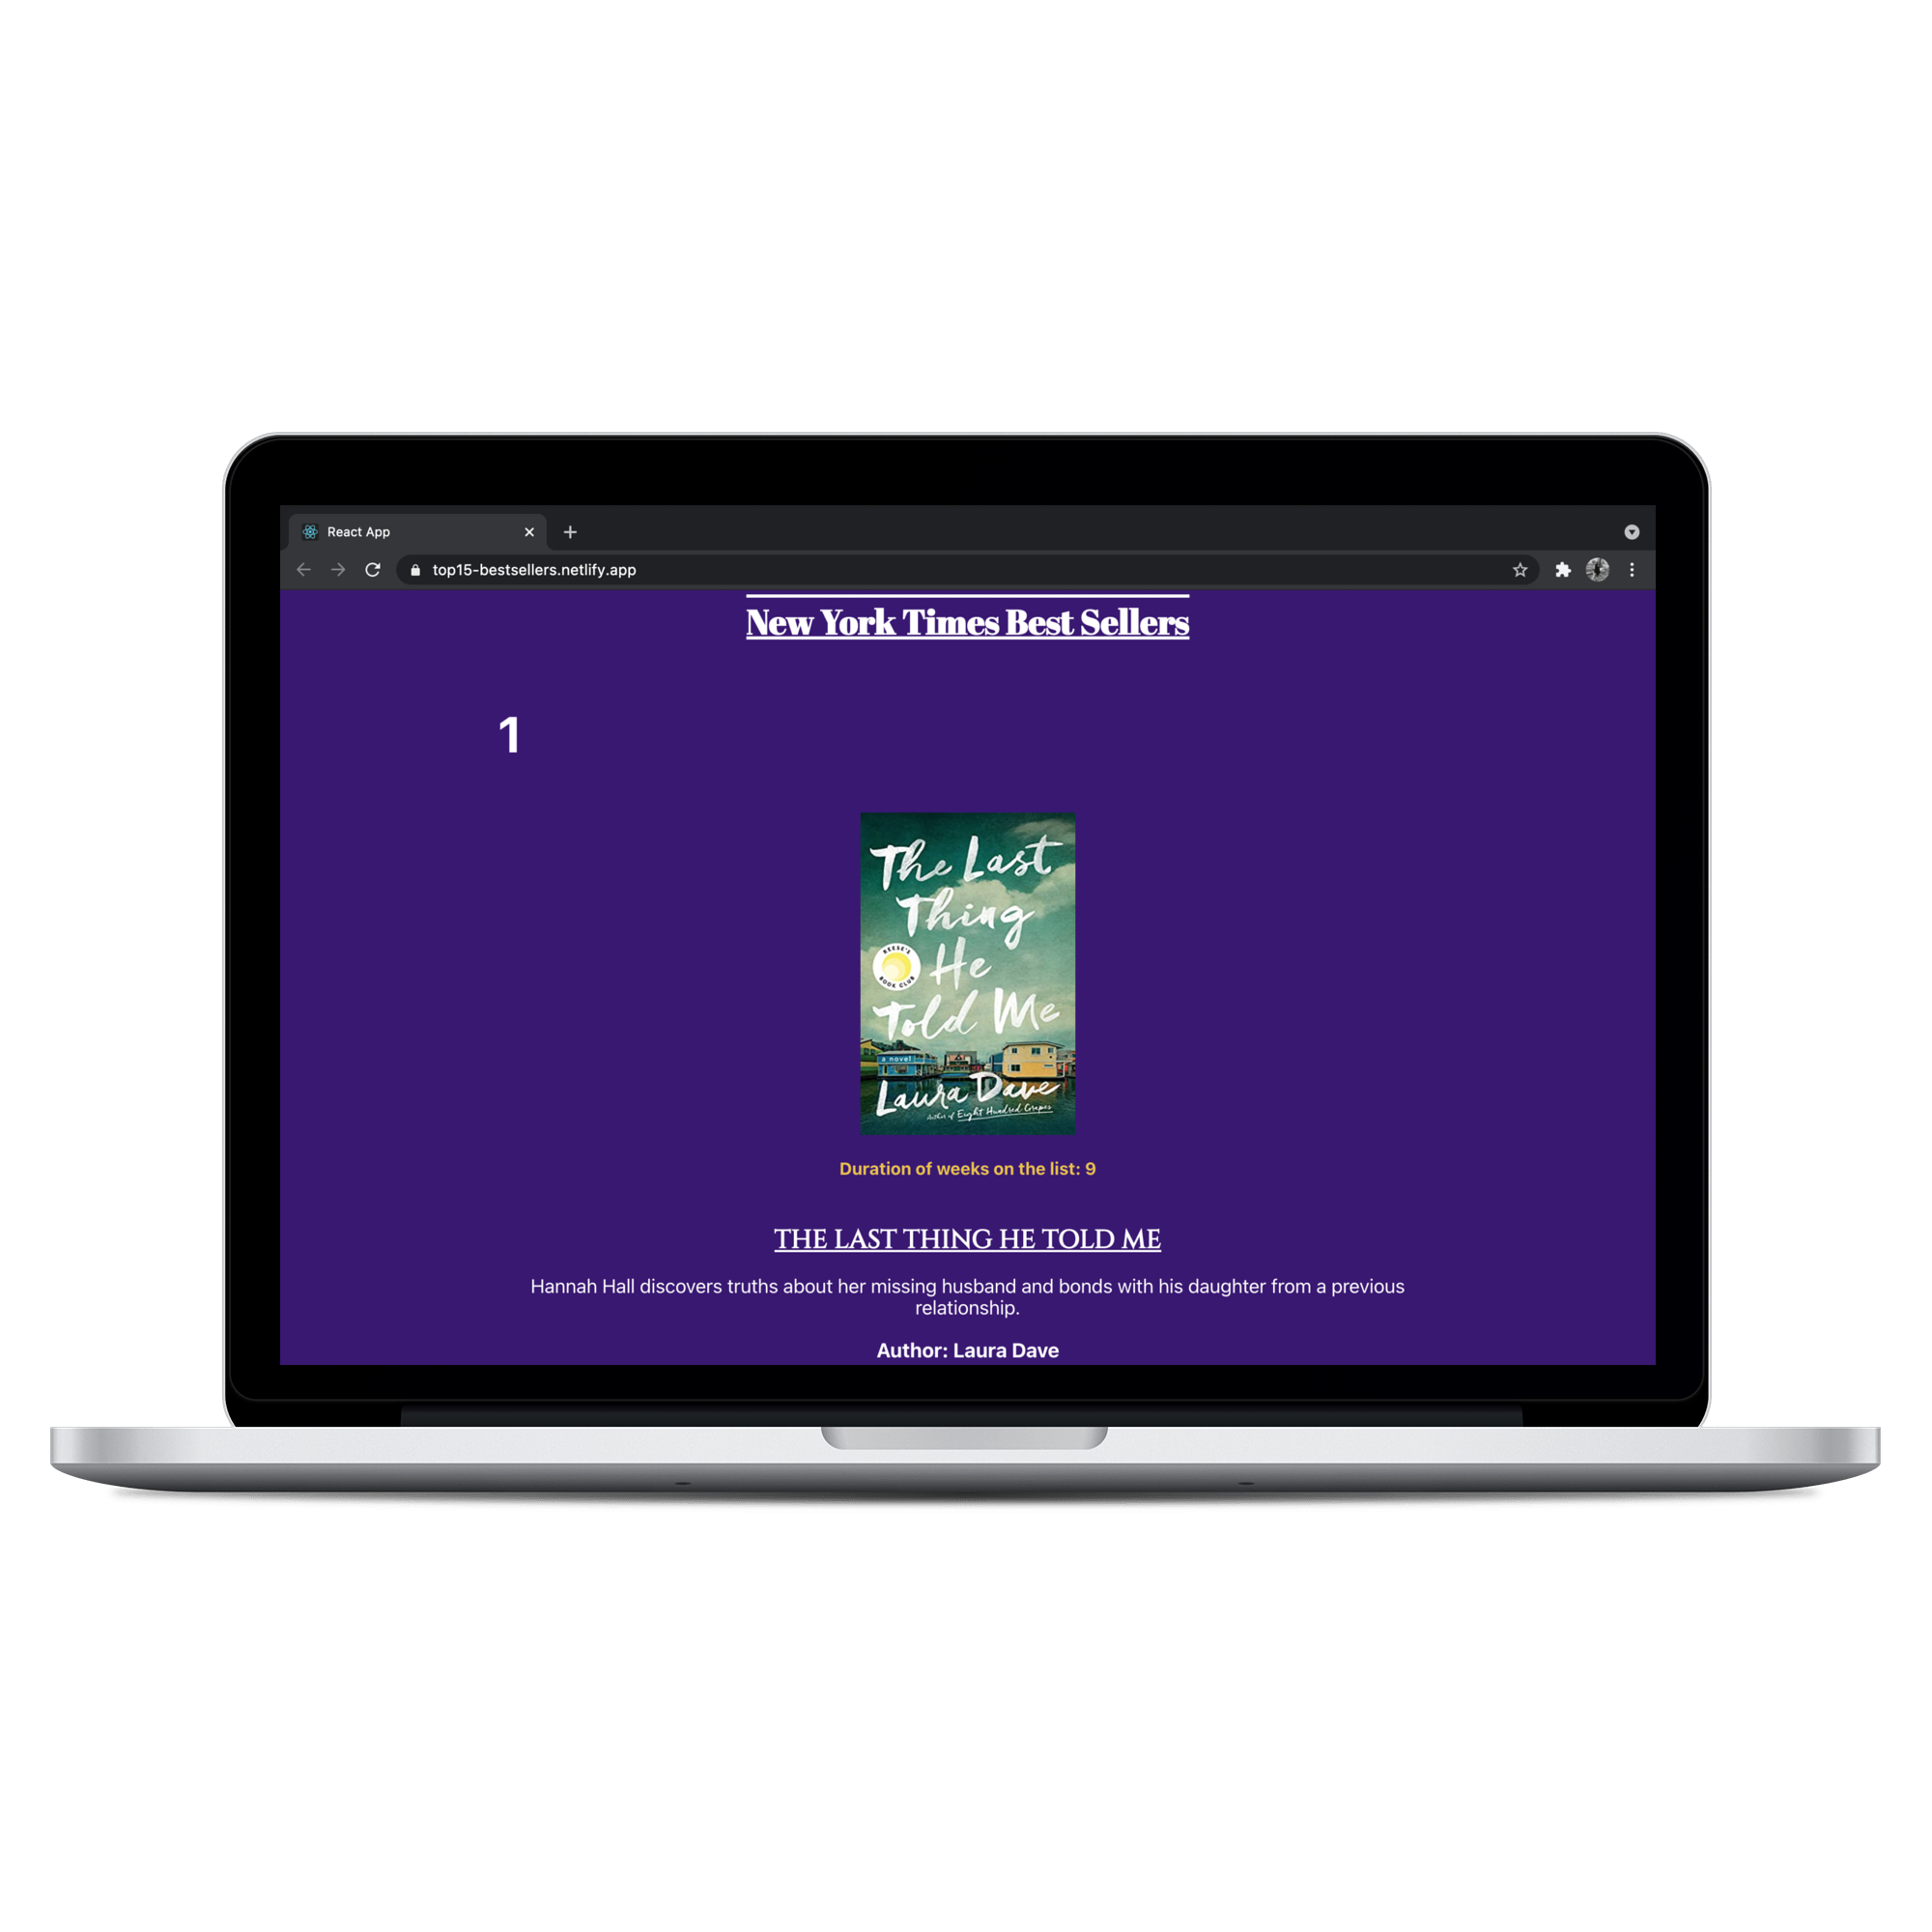 React App
top15-bestsellers.netlify.app
New York Times Best Sellers
1
The Last
Thing
REESE'S
BOOK CLUB
He
Told Me
a novel
Laura Dave
Author of Eight Hundred Grapes
Duration of weeks on the list: 9
THE LAST THING HE TOLD ME
Hannah Hall discovers truths about her missing husband and bonds with his daughter from a previous
relationship.
Author: Laura Dave